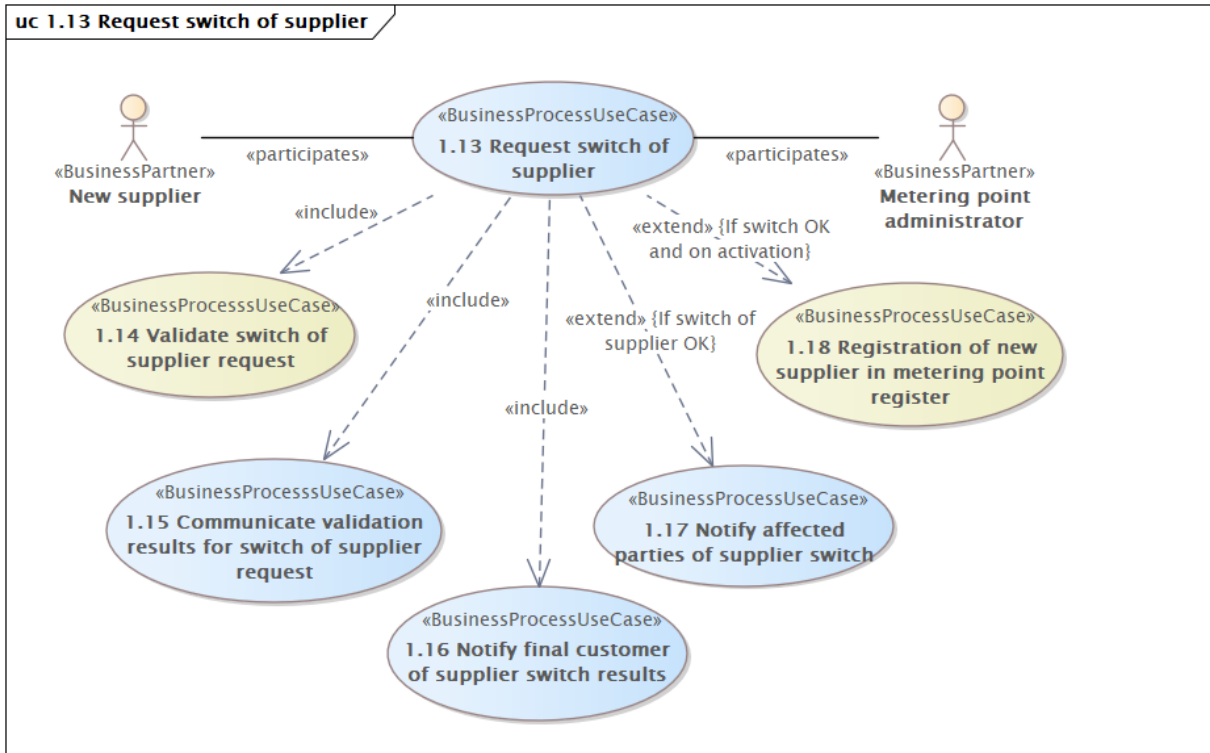 uc 1.13 Request switch of supplier
«BusinessProcessUseCase»
1.13 Request switch of
supplier
«participates»
«participates»
«BusinessPartner»
New supplier
«BusinessPartner»
Metering point
administrator
«include»
«extend» {If switch OK
and on activation}
«BusinessProcesssUseCase»
1.14 Validate switch of
supplier request
«include»
«extend» {If switch of
supplier OK}
«BusinessProcessUseCase»
1.18 Registration of new
supplier in metering point
register
«include»
«BusinessProcesssUseCase»
1.15 Communicate validation
results for switch of supplier
request
«BusinessProcessUseCase»
1.17 Notify affected
parties of supplier switch
«BusinessProcessUseCase»
1.16 Notify final customer
of supplier switch results